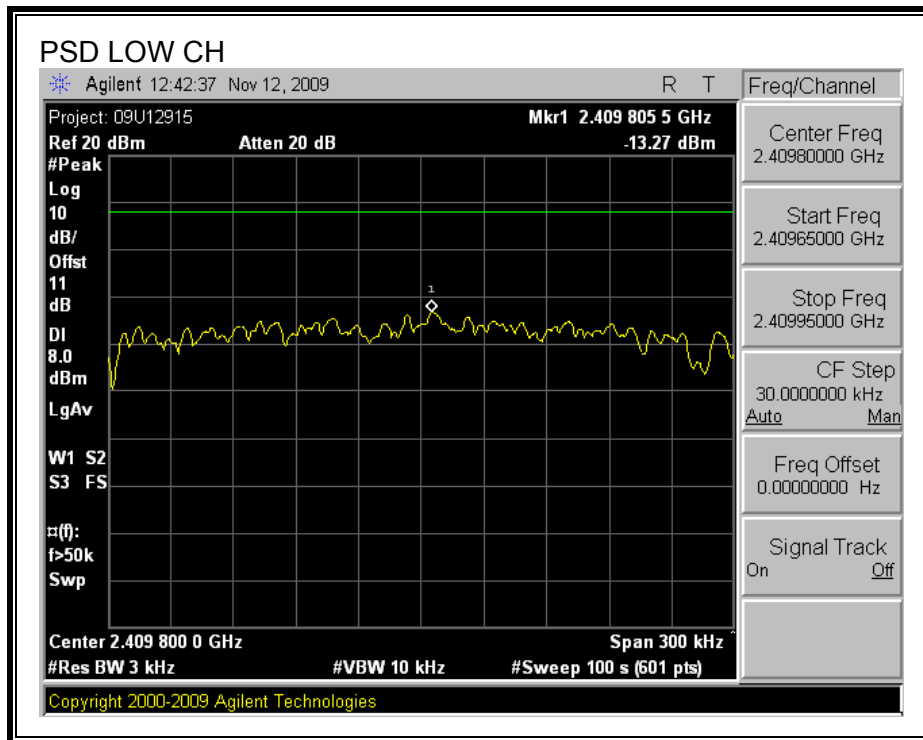 PSD LOW CH
Agilent 12:42:37 Nov 12, 2009 R T
Project: 09U12915 Mkr1 2.409 805 5 GHz
Ref 20 dBm Atten 20 dB -13.27 dBm
#Peak
Log
10
dB/
Offst
11
dB
DI
8.0
dBm
LgAv
W1 S2
S3 FS
¤(f):
f>50k
Swp
1
Center 2.409 800 0 GHz Span 300 kHz ^
#Res BW 3 kHz #VBW 10 kHz #Sweep 100 s (601 pts)
Copyright 2000-2009 Agilent Technologies
Freq/Channel
Center Freq
2.40980000 GHz
Start Freq
2.40965000 GHz
Stop Freq
2.40995000 GHz
CF Step
30.0000000 kHz
Auto Man
Freq Offset
0.00000000 Hz
Signal Track
On Off